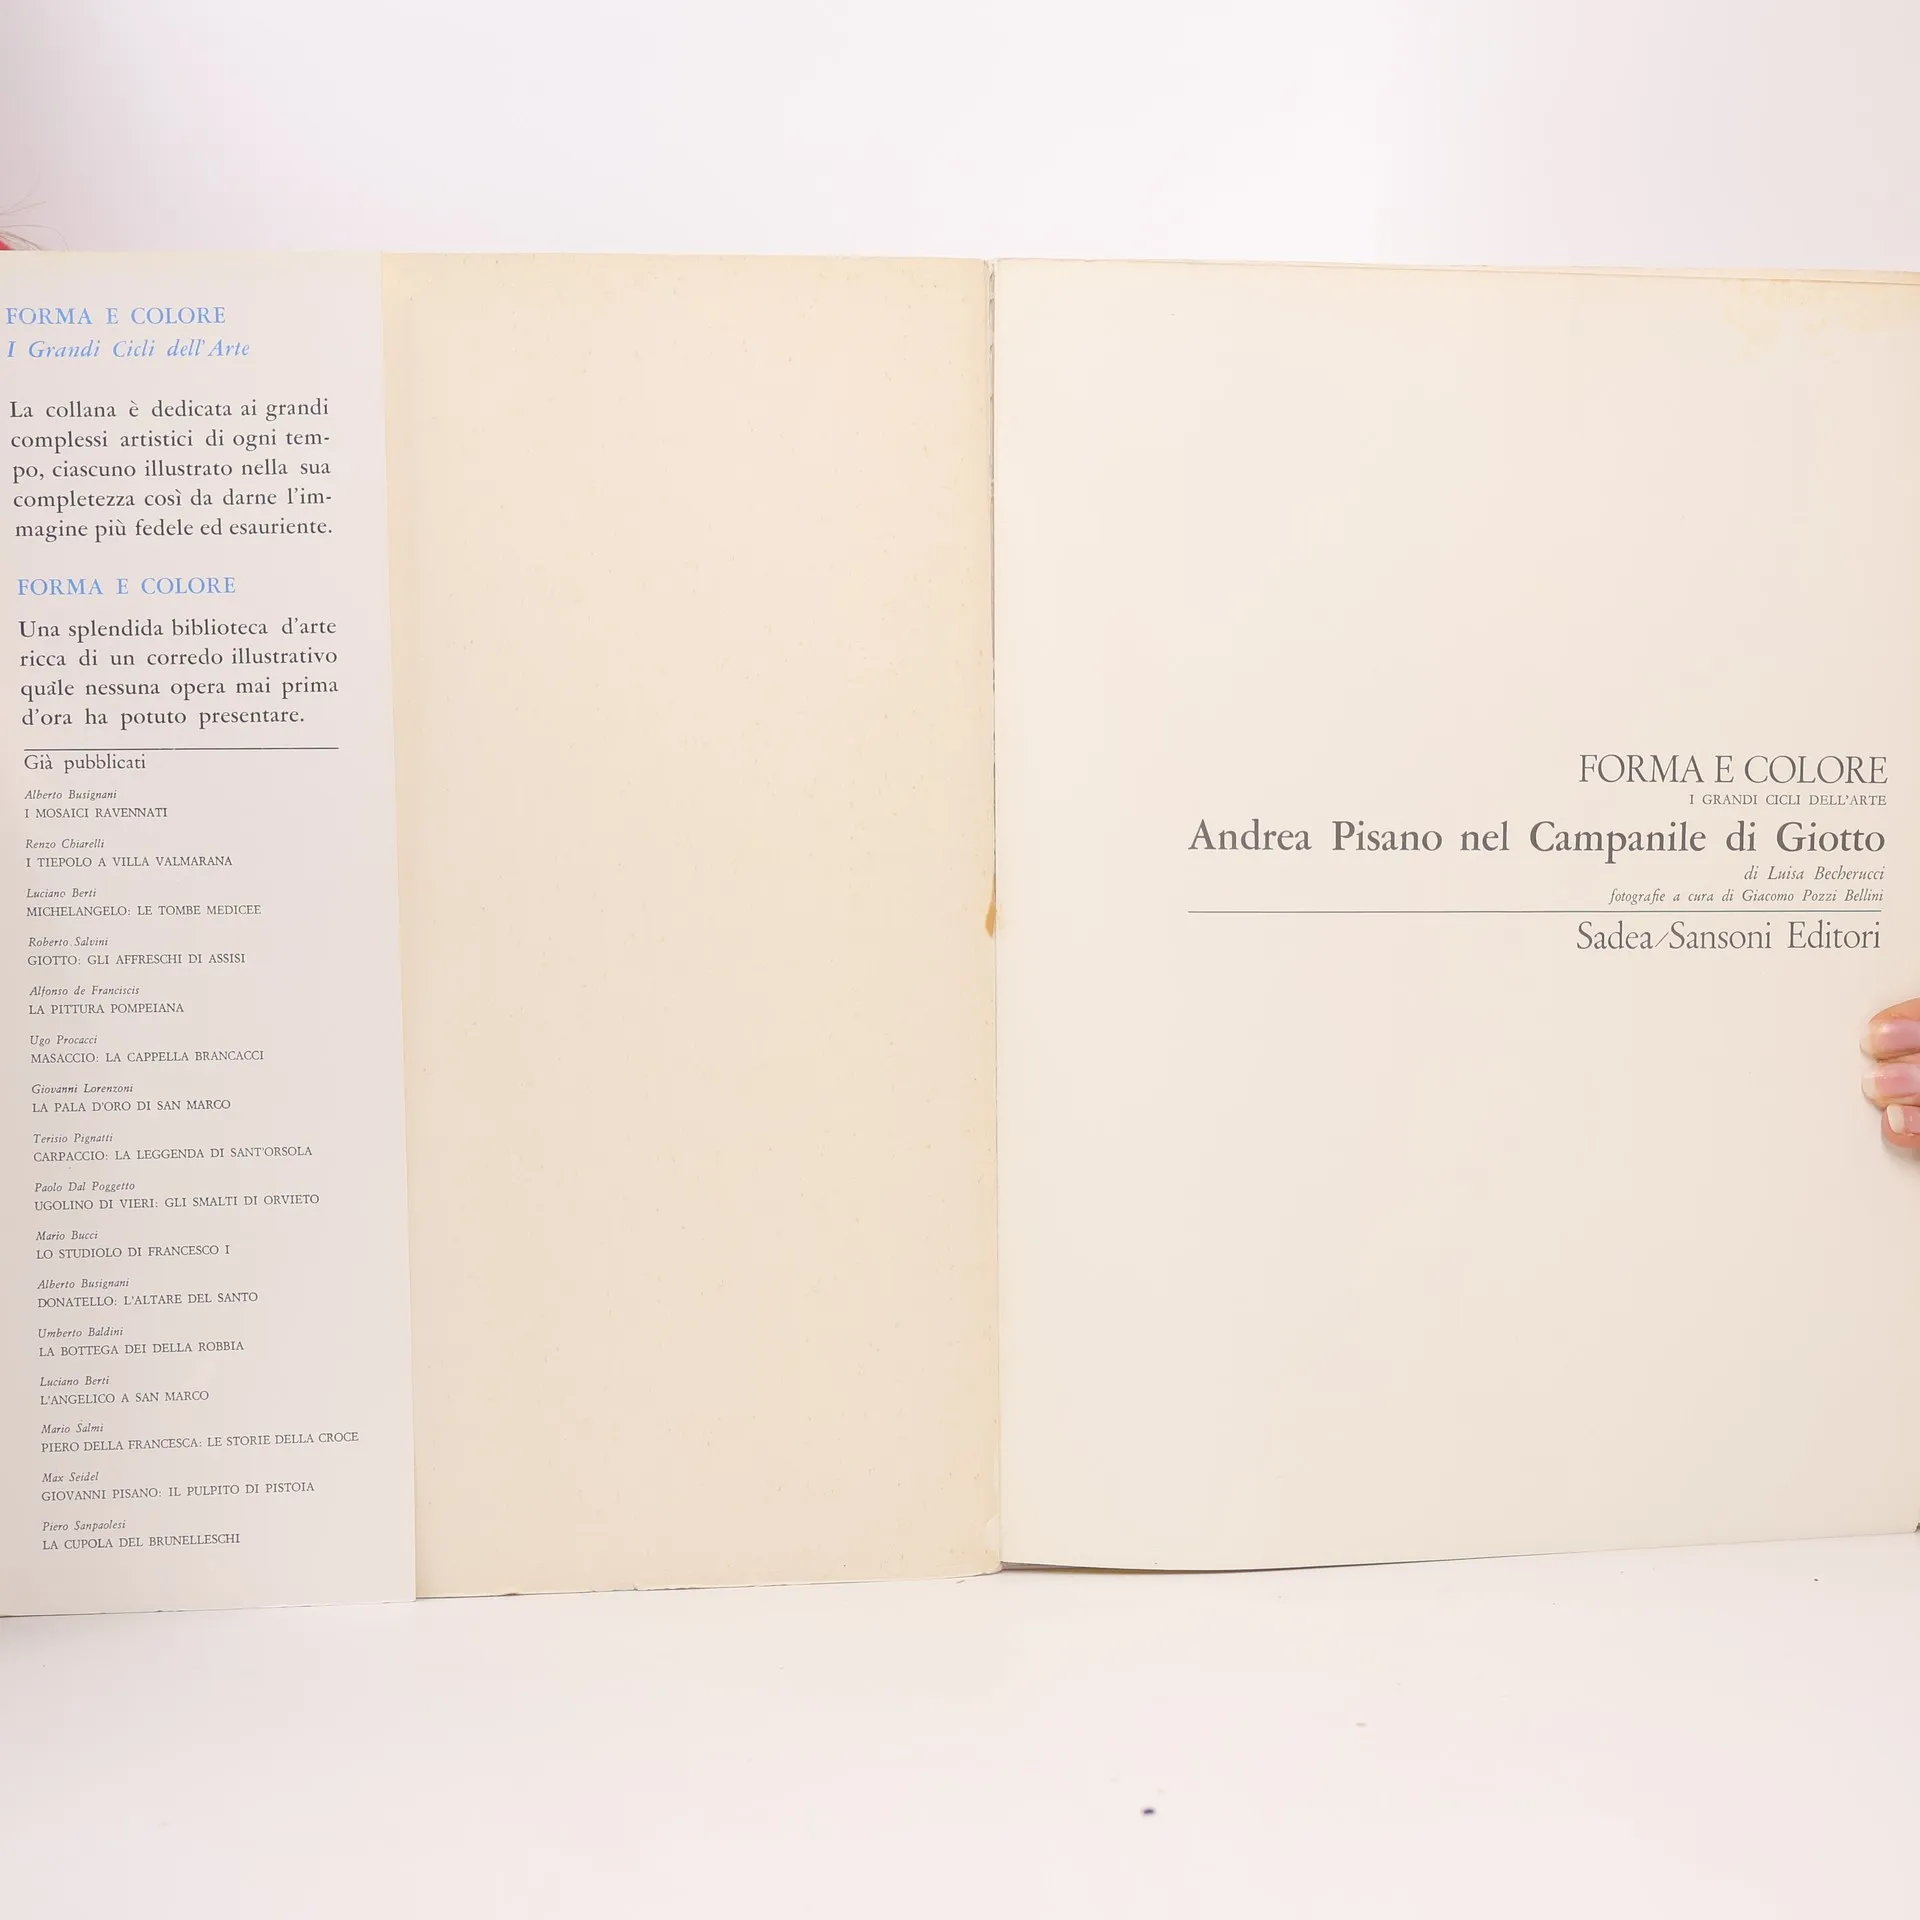 FORMA E COLORE
I Grandi Cicli dell'Arte
La collana è dedicata ai grandi
complessi artistici di ogni tem-
po, ciascuno illustrato nella sua
completezza così da darne l'im-
magine più fedele ed esauriente.
FORMA E COLORE
Una splendida biblioteca d'arte
ricca di un corredo illustrativo
quale nessuna opera mai prima
d'ora ha potuto presentare.
Già pubblicati
Alberto Busignani
I MOSAICI RAVENNATI
Renzo Chiarelli
I TIEPOLO A VILLA VALMARANA
Luciano Berti
MICHELANGELO: LE TOMBE MEDICEE
Roberto Salvini
GIOTTO: GLI AFFRESCHI DI ASSISI
Alfonso de Franciscis
LA PITTURA POMPEIANA
Ugo Procacci
MASACCIO: LA CAPPELLA BRANCACCI
Giovanni Lorenzoni
LA PALA D'ORO DI SAN MARCO
Terisio Pignatti
CARPACCIO: LA LEGGENDA DI SANT'ORSOLA
Paolo Dal Poggetto
UGOLINO DI VIERI: GLI SMALTI DI ORVIETO
Mario Bucci
LO STUDIOLO DI FRANCESCO I
Alberto Busignani
DONATELLO: L'ALTARE DEL SANTO
Umberto Baldini
LA BOTTEGA DEI DELLA ROBBIA
Luciano Berti
L'ANGELICO A SAN MARCO
Mario Salmi
PIERO DELLA FRANCESCA: LE STORIE DELLA CROCE
Max Seidel
GIOVANNI PISANO: IL PULPITO DI PISTOIA
Piero Sanpaolesi
LA CUPOLA DEL BRUNELLESCHI
FORMA E COLORE
I GRANDI CICLI DELL'ARTE
Andrea Pisano nel Campanile di Giotto
di Luisa Becherucci
fotografie a cura di Giacomo Pozzi Bellini
Sadea/Sansoni Editori